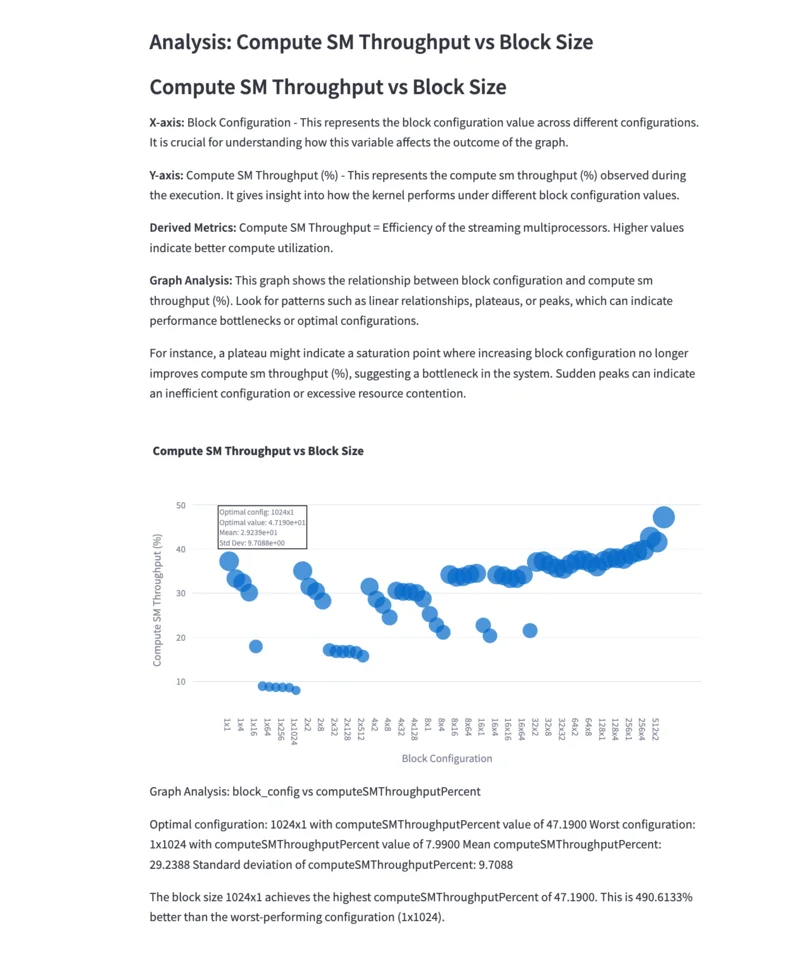 Analysis: Compute SM Throughput vs Block Size
Compute SM Throughput vs Block Size
X-axis: Block Configuration - This represents the block configuration value across different configurations.
It is crucial for understanding how this variable affects the outcome of the graph.
Y-axis: Compute SM Throughput (%) - This represents the compute sm throughput (%) observed during
the execution. It gives insight into how the kernel performs under different block configuration values.
Derived Metrics: Compute SM Throughput = Efficiency of the streaming multiprocessors. Higher values
indicate better compute utilization.
Graph Analysis: This graph shows the relationship between block configuration and compute sm
throughput (%). Look for patterns such as linear relationships, plateaus, or peaks, which can indicate
performance bottlenecks or optimal configurations.
For instance, a plateau might indicate a saturation point where increasing block configuration no longer
improves compute sm throughput (%), suggesting a bottleneck in the system. Sudden peaks can indicate
an inefficient configuration or excessive resource contention.
Compute SM Throughput vs Block Size
Optimal config: 1024x1
Optimal value: 4.7190e+01
Mean: 2.9239e+01
Std Dev: 9.7088e+00
Compute SM Throughput (%)
50
40
30
20
10
1x1
1x4
1x16
1x64
1x256
1x1024
2x2
2x8
2x32
2x128
2x512
4x2
4x8
4x32
4x128
8x1
8x4
8x16
8x64
16x1
16x4
16x16
16x64
32x2
32x8
32x32
64x2
64x8
128x1
128x4
256x1
256x4
512x2
Block Configuration
Graph Analysis: block_config vs computeSMThroughputPercent
Optimal configuration: 1024x1 with computeSMThroughputPercent value of 47.1900 Worst configuration:
1x1024 with computeSMThroughputPercent value of 7.9900 Mean computeSMThroughputPercent:
29.2388 Standard deviation of computeSMThroughputPercent: 9.7088
The block size 1024x1 achieves the highest computeSMThroughputPercent of 47.1900. This is 490.6133%
better than the worst-performing configuration (1x1024).